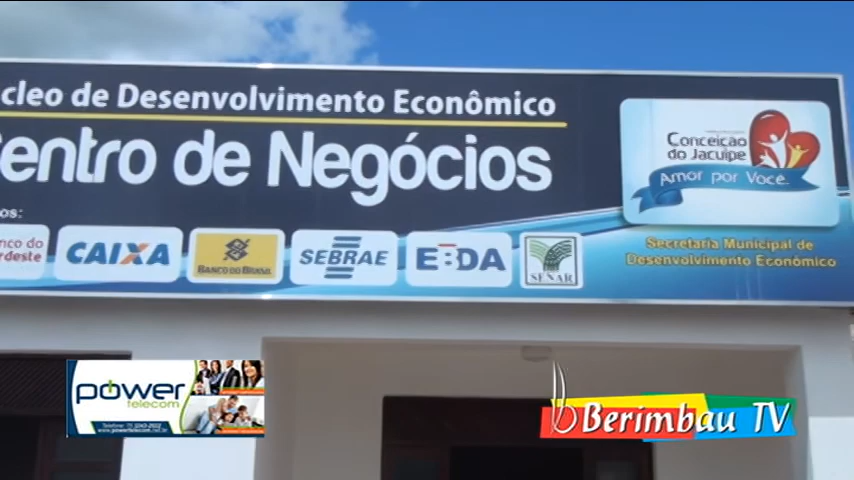 cleo de Desenvolvimento Econômico
entro de Negócios
os:
nco do
rdeste
CAIXA
BANCO DO BRASIL
SEBRAE
EBDA
SENAR
Conceição
do Jacuípe
Amor por Você.
Secretaria Municipal de
Desenvolvimento Econômico
power
telecom
Berimbau TV